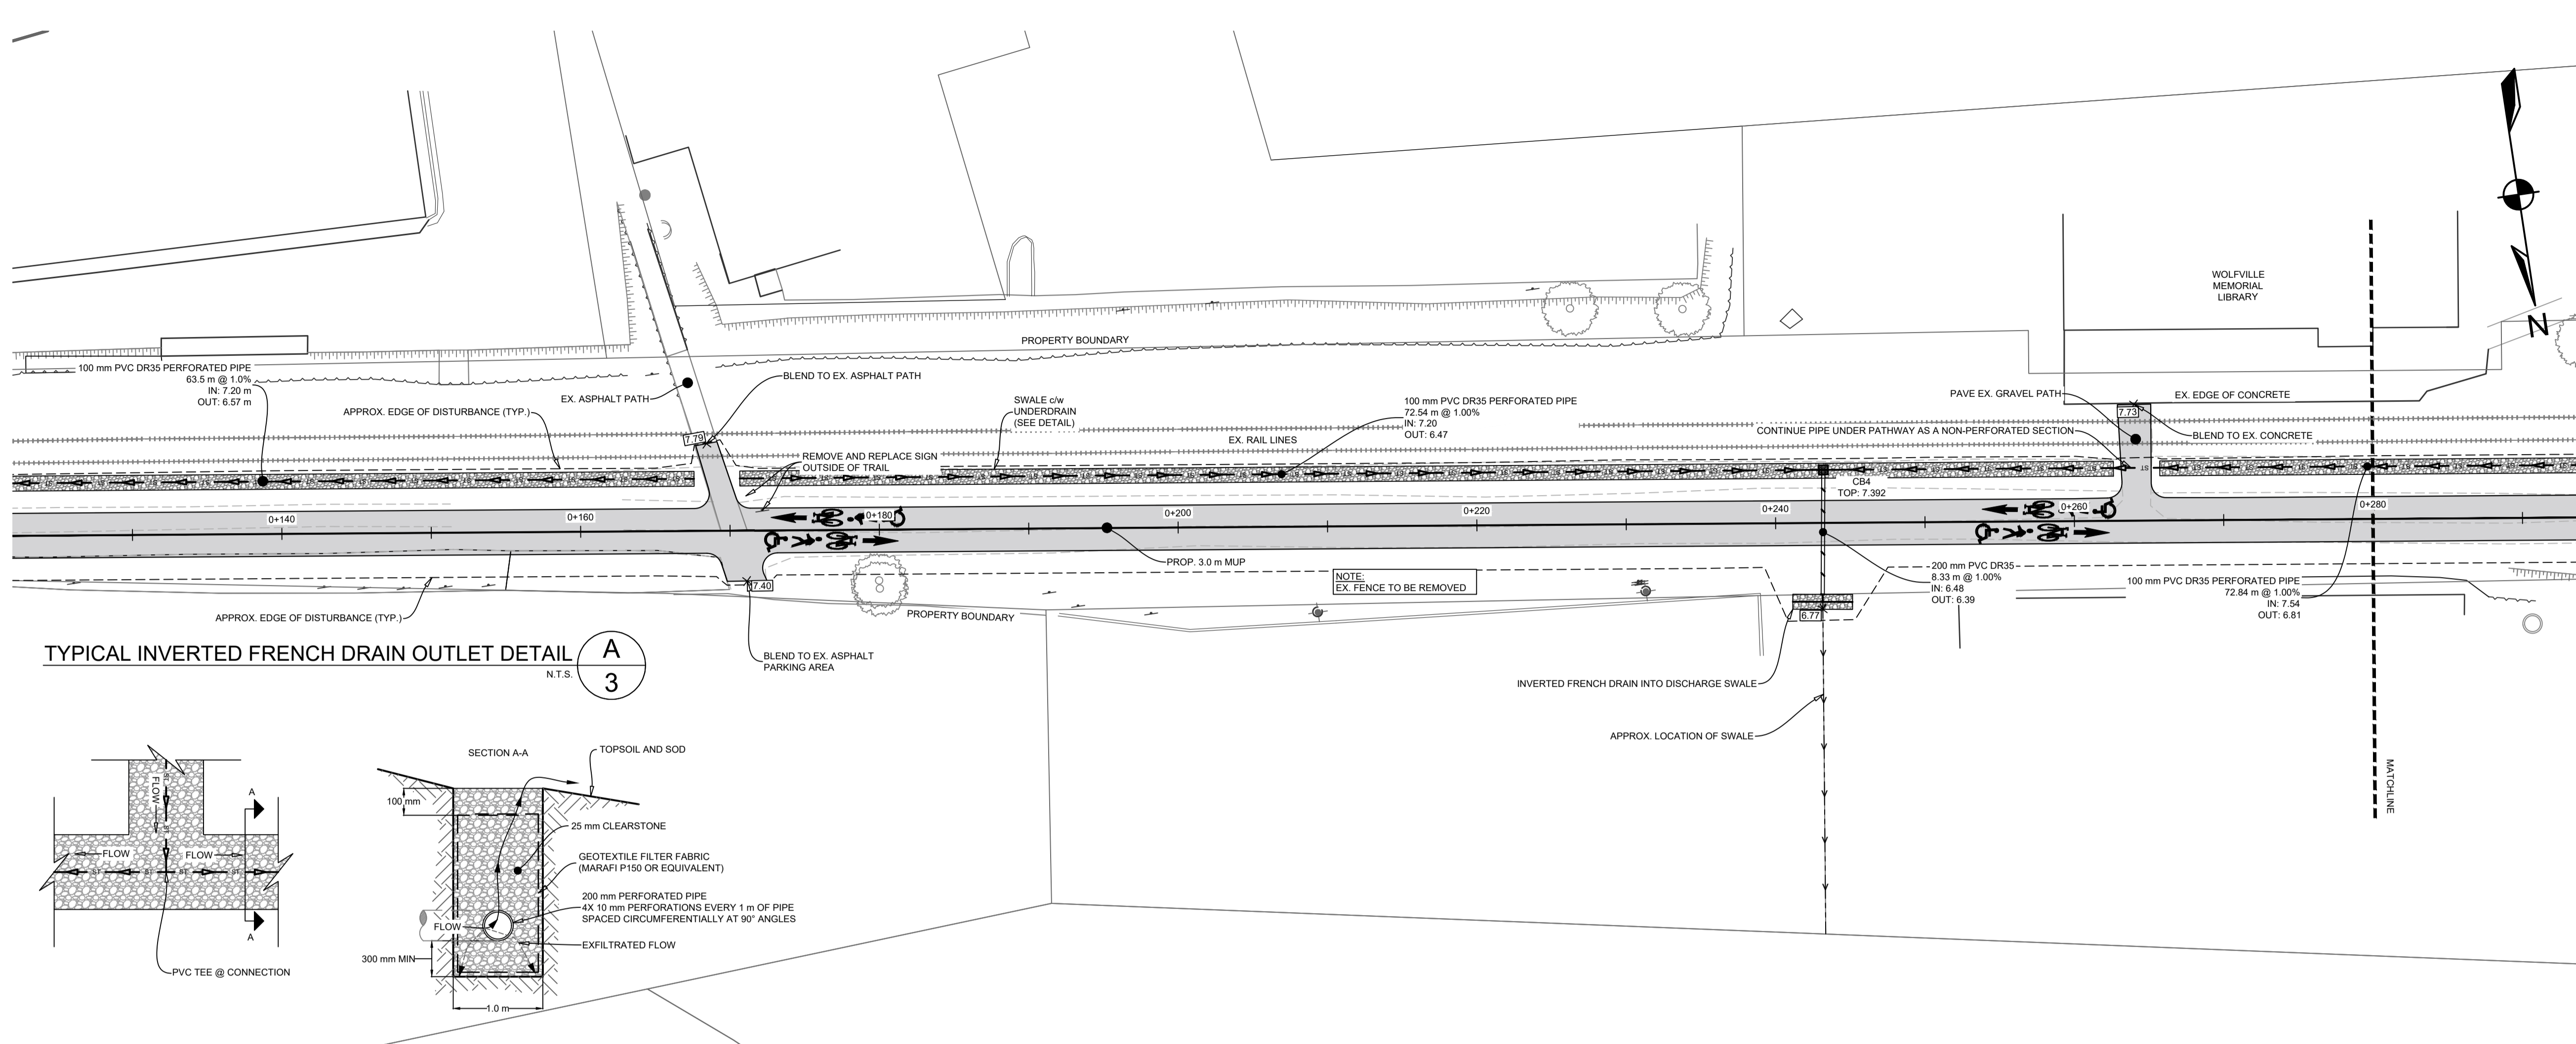 WOLFVILLE
MEMORIAL
LIBRARY
N
PROPERTY BOUNDARY
100 mm PVC DR35 PERFORATED PIPE
63.5 m @ 1.0%
IN: 7.20 m
OUT: 6.57 m
BLEND TO EX. ASPHALT PATH
EX. ASPHALT PATH
APPROX. EDGE OF DISTURBANCE (TYP.)
SWALE c/w
UNDERDRAIN
(SEE DETAIL)
100 mm PVC DR35 PERFORATED PIPE
72.54 m @ 1.00%
IN: 7.20
OUT: 6.47
PAVE EX. GRAVEL PATH
EX. EDGE OF CONCRETE
7.73
CONTINUE PIPE UNDER PATHWAY AS A NON-PERFORATED SECTION
BLEND TO EX. CONCRETE
7.79
EX. RAIL LINES
REMOVE AND REPLACE SIGN
OUTSIDE OF TRAIL
CB4
TOP: 7.392
0+140
0+160
0+180
0+200
0+220
0+240
0+260
0+280
PROP. 3.0 m MUP
NOTE:
EX. FENCE TO BE REMOVED
200 mm PVC DR35
8.33 m @ 1.00%
IN: 6.48
OUT: 6.39
100 mm PVC DR35 PERFORATED PIPE
72.84 m @ 1.00%
IN: 7.54
OUT: 6.81
7.40
6.77
APPROX. EDGE OF DISTURBANCE (TYP.)
PROPERTY BOUNDARY
BLEND TO EX. ASPHALT
PARKING AREA
INVERTED FRENCH DRAIN INTO DISCHARGE SWALE
APPROX. LOCATION OF SWALE
MATCHLINE
TYPICAL INVERTED FRENCH DRAIN OUTLET DETAIL
N.T.S.
A
3
FLOW
A
FLOW
FLOW
ST
ST
ST
ST
A
PVC TEE @ CONNECTION
SECTION A-A
TOPSOIL AND SOD
100 mm
25 mm CLEARSTONE
GEOTEXTILE FILTER FABRIC
(MARAFI P150 OR EQUIVALENT)
200 mm PERFORATED PIPE
4X 10 mm PERFORATIONS EVERY 1 m OF PIPE
SPACED CIRCUMFERENTIALLY AT 90° ANGLES
FLOW
EXFILTRATED FLOW
300 mm MIN
1.0 m